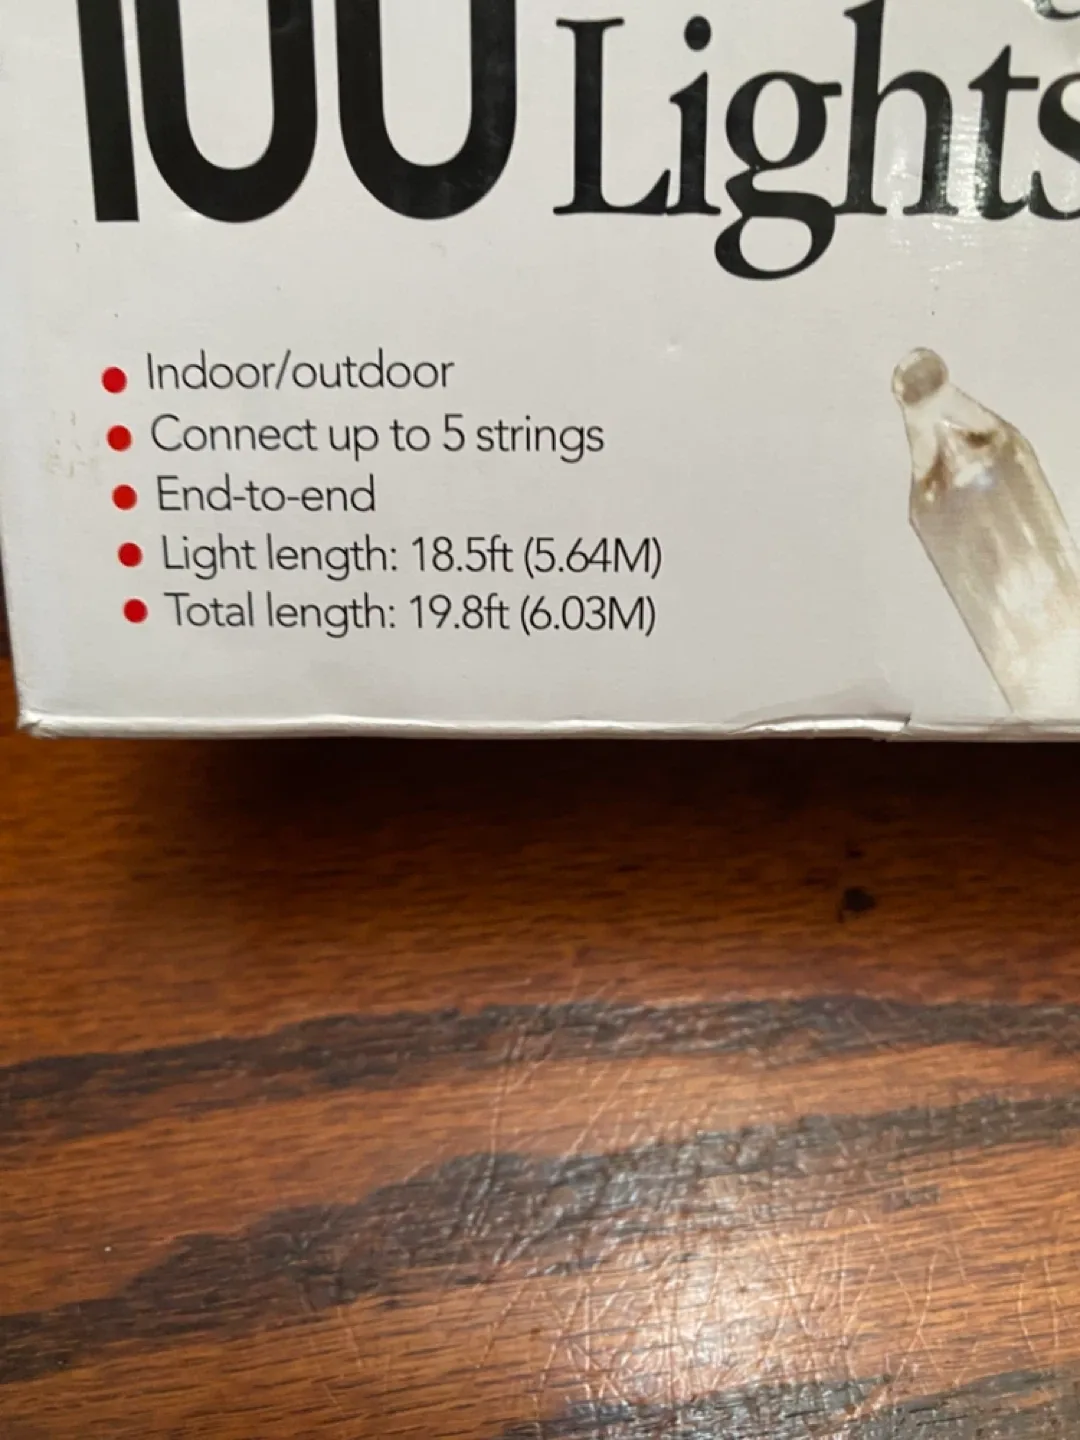 100 Lights
Indoor/outdoor
Connect up to 5 strings
End-to-end
Light length: 18.5ft (5.64M)
Total length: 19.8ft (6.03M)